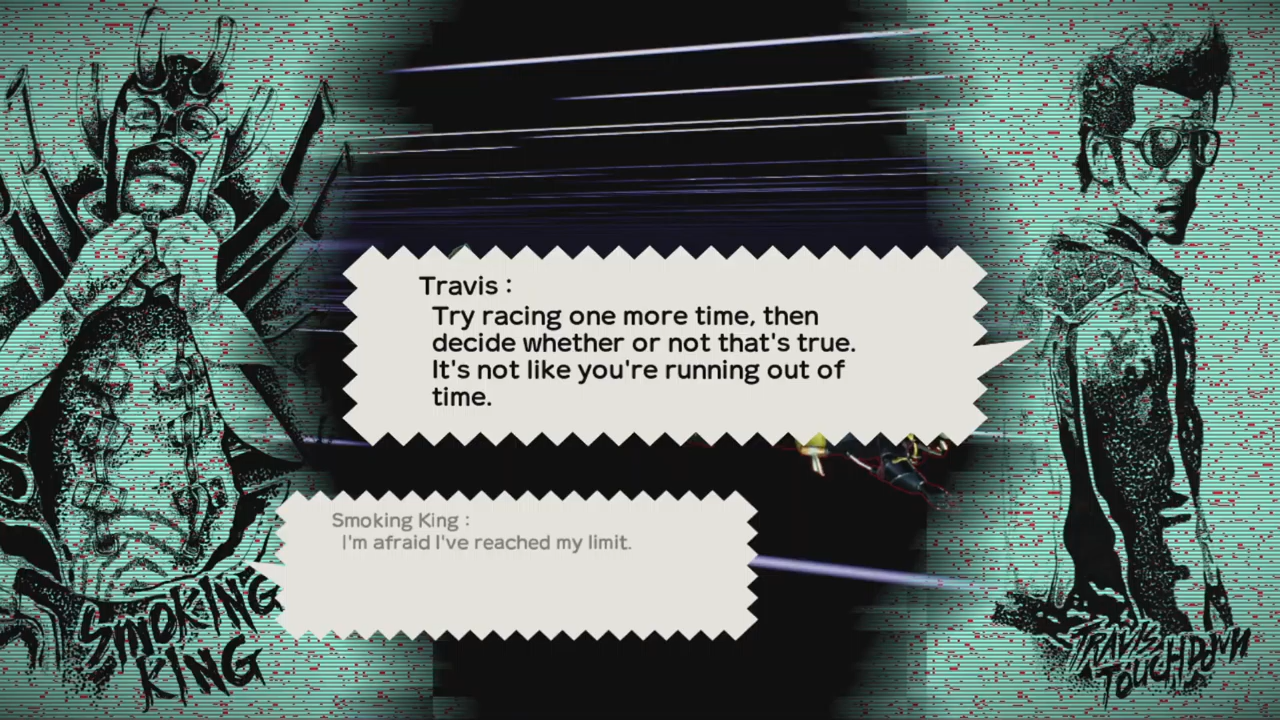 Travis :
Try racing one more time, then
decide whether or not that's true.
It's not like you're running out of
time.
Smoking King :
I'm afraid I've reached my limit.
SMOKING
KING
TRAVIS
TOUCHDOWN